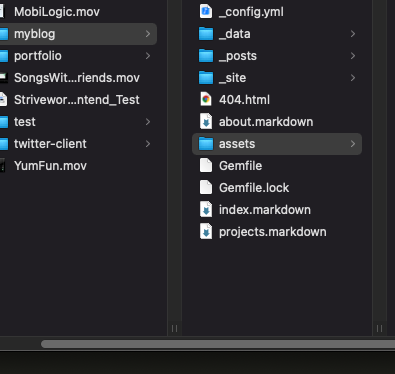 MobiLogic.mov
myblog
portfolio
SongsWit...riends.mov
Strivewor...ntend_Test
test
twitter-client
YumFun.mov
_config.yml
_data
_posts
_site
404.html
about.markdown
assets
Gemfile
Gemfile.lock
index.markdown
projects.markdown